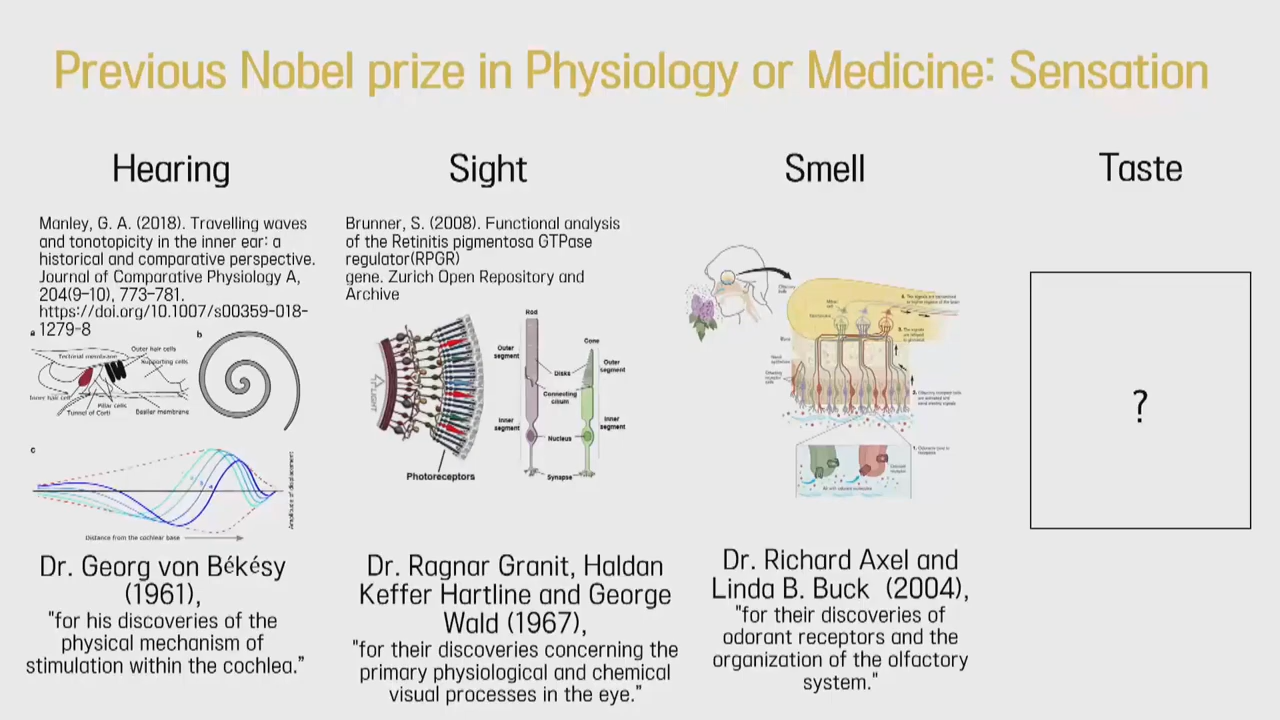 Previous Nobel prize in Physiology or Medicine: Sensation
Hearing
Manley, G. A. (2018). Travelling waves
and tonotopicity in the inner ear: a
historical and comparative perspective.
Journal of Comparative Physiology A,
204(9-10), 773-781.
https://doi.org/10.1007/s00359-018-
1279-8
a
b
Tectorial membrane
Outer hair cells
Supporting cells
Inner hair cell
Pillar cells
Tunnel of Corti
Basilar membrane
c
Amplitude of displacement
Distance from the cochlear base
Dr. Georg von Békésy
(1961),
"for his discoveries of the
physical mechanism of
stimulation within the cochlea.”
Sight
Brunner, S. (2008). Functional analysis
of the Retinitis pigmentosa GTPase
regulator(RPGR)
gene. Zurich Open Repository and
Archive
LIGHT
Photoreceptors
Rod
Cone
Outer
segment
Outer
segment
Disks
Connecting
cilium
Inner
segment
Inner
segment
Nucleus
Synapse
Dr. Ragnar Granit, Haldan
Keffer Hartline and George
Wald (1967),
"for their discoveries concerning the
primary physiological and chemical
visual processes in the eye.”
Smell
Dr. Richard Axel and
Linda B. Buck (2004),
"for their discoveries of
odorant receptors and the
organization of the olfactory
system."
Taste
?